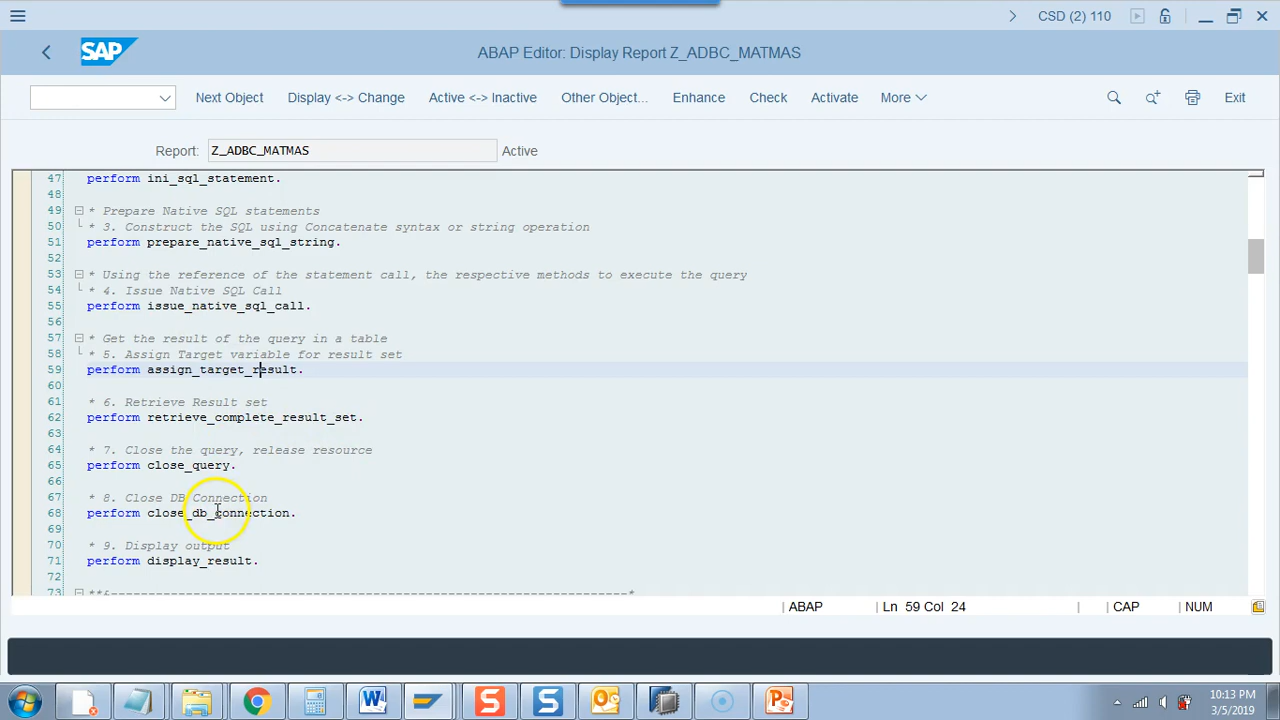 CSD (2) 110
SAP
ABAP Editor: Display Report Z_ADBC_MATMAS
Next Object Display <-> Change Active <-> Inactive Other Object... Enhance Check Activate More Exit
Report: Z_ADBC_MATMAS Active
47 perform ini_sql_statement.
48
49 * Prepare Native SQL statements
50 * 3. Construct the SQL using Concatenate syntax or string operation
51 perform prepare_native_sql_string.
52
53 * Using the reference of the statement call, the respective methods to execute the query
54 * 4. Issue Native SQL Call
55 perform issue_native_sql_call.
56
57 * Get the result of the query in a table
58 * 5. Assign Target variable for result set
59 perform assign_target_result.
60
61 * 6. Retrieve Result set
62 perform retrieve_complete_result_set.
63
64 * 7. Close the query, release resource
65 perform close_query.
66
67 * 8. Close DB Connection
68 perform close_db_connection.
69
70 * 9. Display output
71 perform display_result.
72
73 **&---------------------------------------------------------------------*
ABAP Ln 59 Col 24 CAP NUM
10:13 PM
3/5/2019